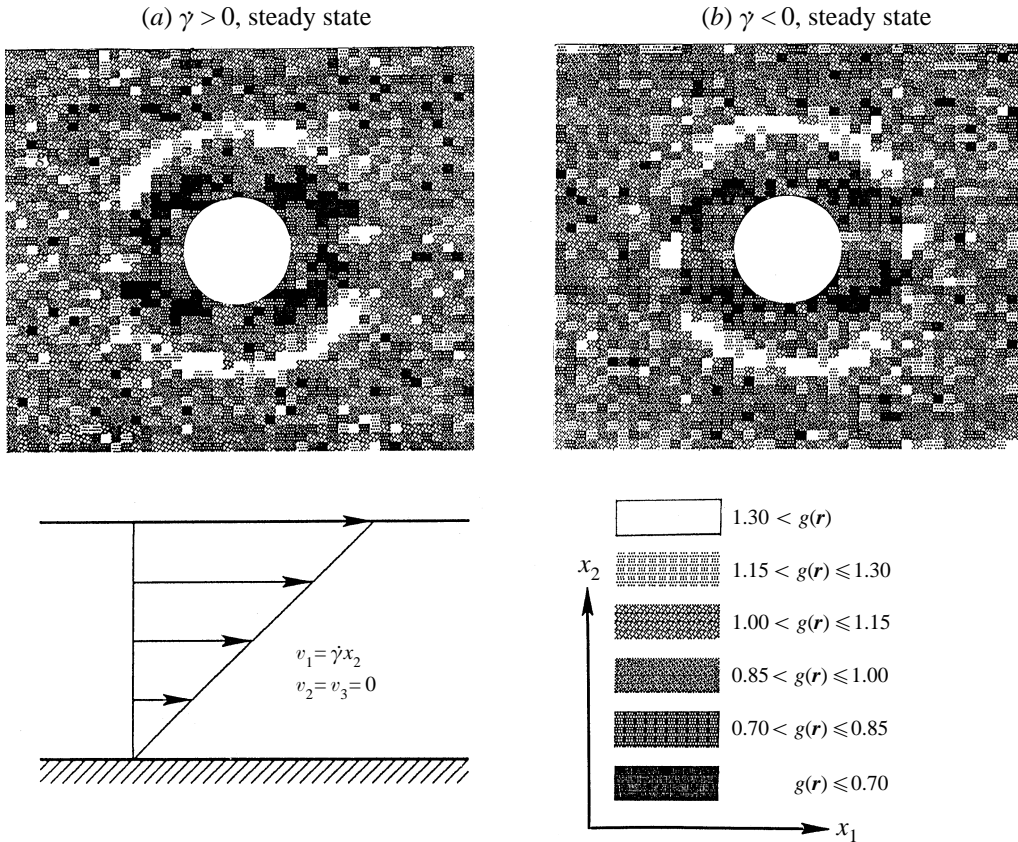 (a) γ̇ > 0, steady state
(b) γ̇ < 0, steady state
v₁ = γ̇x₂
v₂ = v₃ = 0
1.30 < g(r)
1.15 < g(r) ⩽ 1.30
1.00 < g(r) ⩽ 1.15
0.85 < g(r) ⩽ 1.00
0.70 < g(r) ⩽ 0.85
g(r) ⩽ 0.70
x₂
x₁